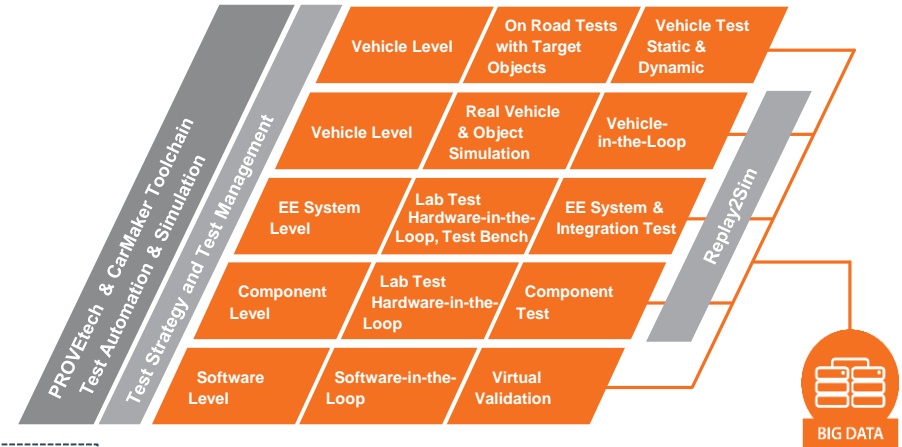 PROVEtech & CarMaker Toolchain
Test Automation & Simulation
Test Strategy and Test Management
Vehicle Level
On Road Tests
with Target
Objects
Vehicle Test
Static &
Dynamic
Vehicle Level
Real Vehicle
& Object
Simulation
Vehicle-
in-the-Loop
EE System
Level
Lab Test
Hardware-in-the-
Loop, Test Bench
EE System &
Integration Test
Component
Level
Lab Test
Hardware-in-the-
Loop
Component
Test
Software
Level
Software-in-the-
Loop
Virtual
Validation
Replay2Sim
BIG DATA